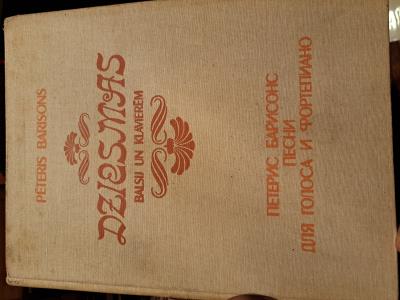 PĒTERIS BARISONS
DZIESMAS
BALSIJ UN KLAVIERĒM
ПЕТЕРИС БАРИСОНС
ПЕСНИ
ДЛЯ ГОЛОСА И ФОРТЕПИАНО